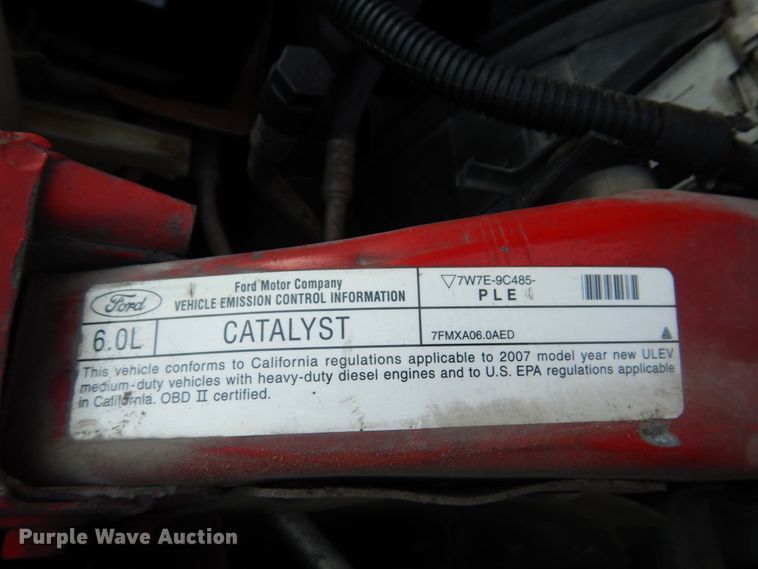 Ford
Ford Motor Company
VEHICLE EMISSION CONTROL INFORMATION
▽7W7E-9C485-
PLE
6.0L
CATALYST
7FMXA06.0AED
This vehicle conforms to California regulations applicable to 2007 model year new ULEV
medium-duty vehicles with heavy-duty diesel engines and to U.S. EPA regulations applicable
in California. OBD II certified.
Purple Wave Auction